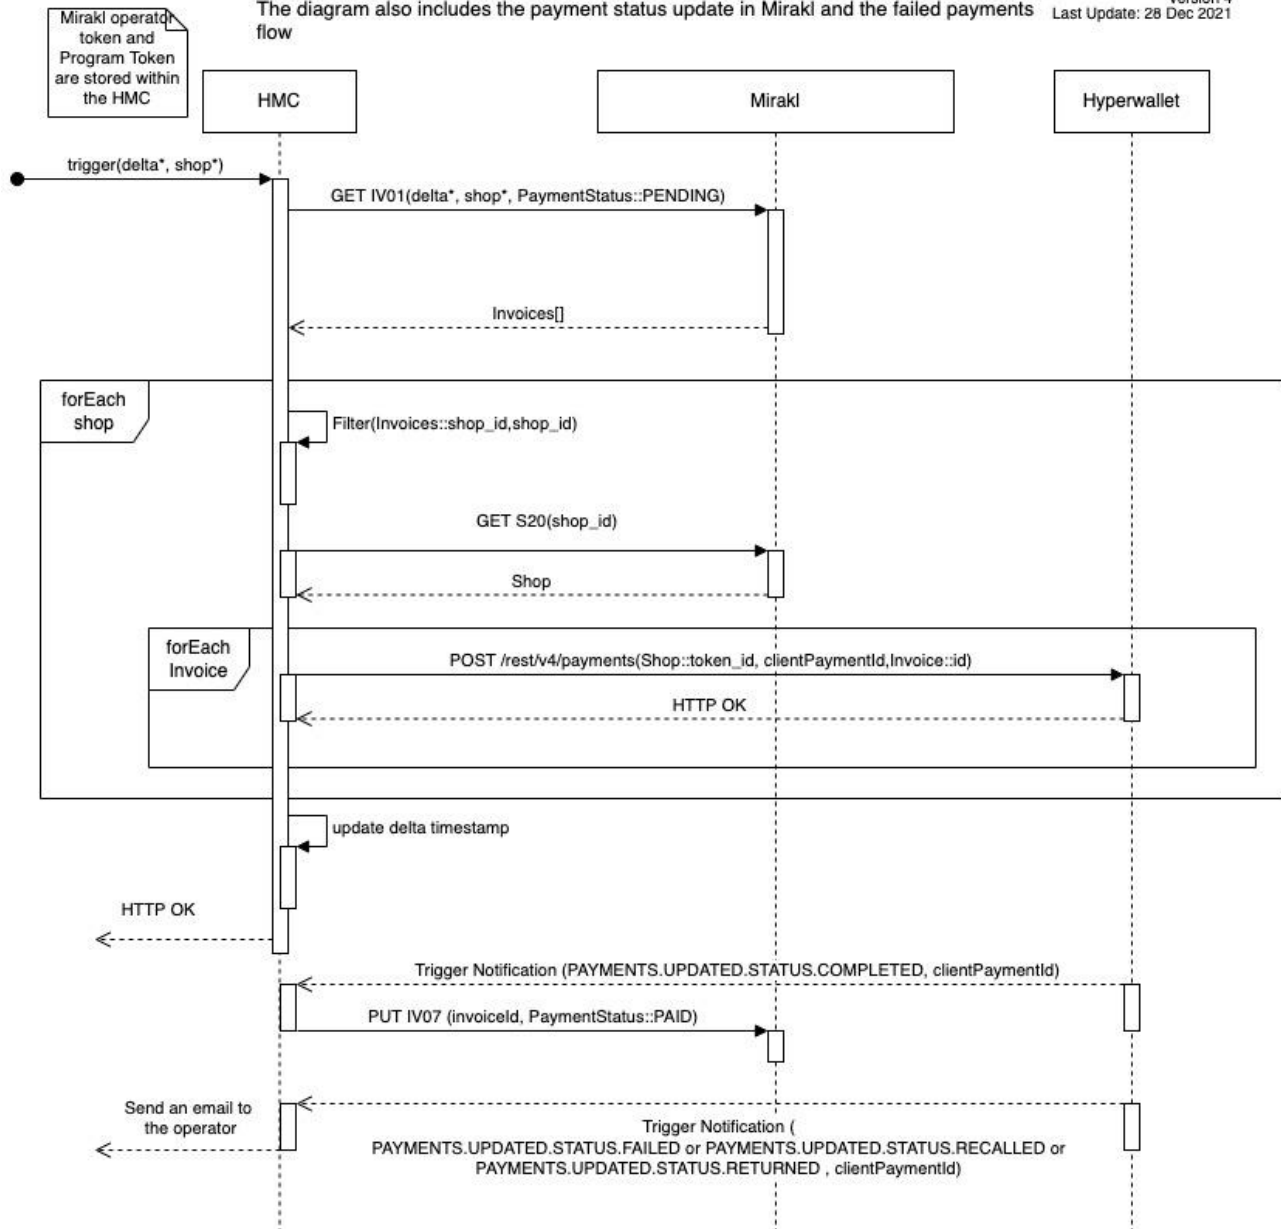 The diagram also includes the payment status update in Mirakl and the failed payments
flow
Version 4
Last Update: 28 Dec 2021
Mirakl operator
token and
Program Token
are stored within
the HMC
HMC
Mirakl
Hyperwallet
trigger(delta*, shop*)
GET IV01(delta*, shop*, PaymentStatus::PENDING)
Invoices[]
forEach
shop
Filter(Invoices::shop_id,shop_id)
GET S20(shop_id)
Shop
forEach
Invoice
POST /rest/v4/payments(Shop::token_id, clientPaymentId,Invoice::id)
HTTP OK
update delta timestamp
HTTP OK
Trigger Notification (PAYMENTS.UPDATED.STATUS.COMPLETED, clientPaymentId)
PUT IV07 (invoiceId, PaymentStatus::PAID)
Send an email to
the operator
Trigger Notification (
PAYMENTS.UPDATED.STATUS.FAILED or PAYMENTS.UPDATED.STATUS.RECALLED or
PAYMENTS.UPDATED.STATUS.RETURNED , clientPaymentId)